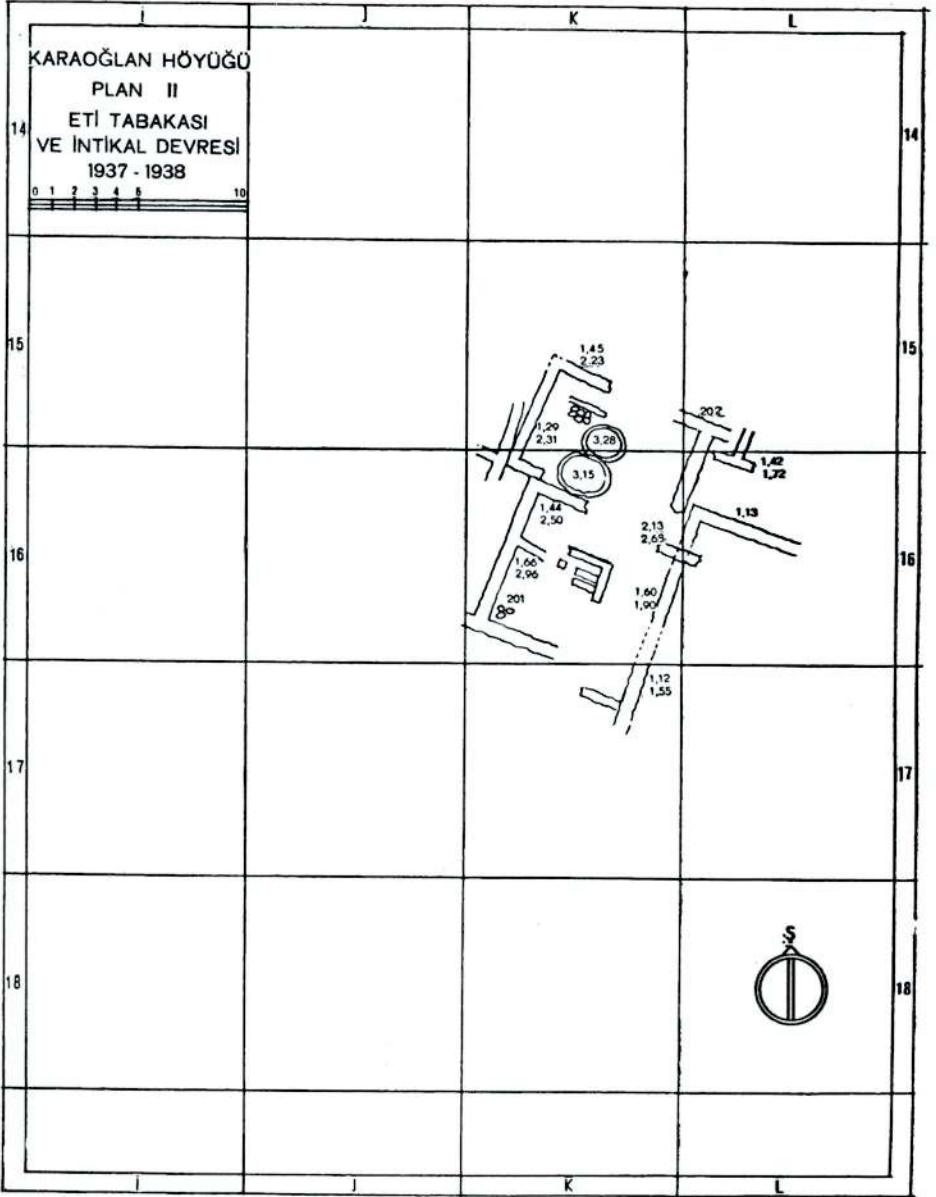 İ J K L
KARAOĞLAN HÖYÜĞÜ
PLAN II
ETİ TABAKASI
VE İNTİKAL DEVRESİ
1937 - 1938
0 1 2 3 4 5 10
14 14
15 15
1,45
2,23
202
1,29
2,31
3,28
3,15
1,42
1,72
1,44
2,50
1,13
2,13
16 16
1,66
2,96
1,60
1,90
201
1,12
1,55
17 17
Ş
18 18
İ J K L